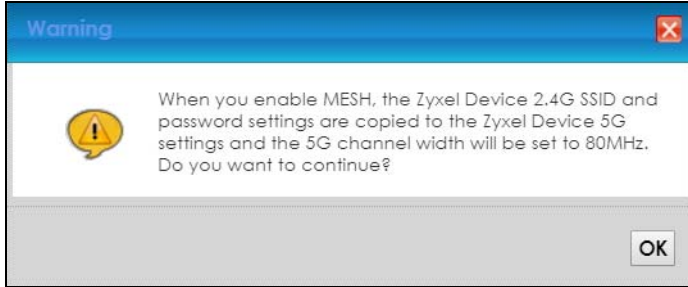 Warning
When you enable MESH, the Zyxel Device 2.4G SSID and
password settings are copied to the Zyxel Device 5G
settings and the 5G channel width will be set to 80MHz.
Do you want to continue?
OK